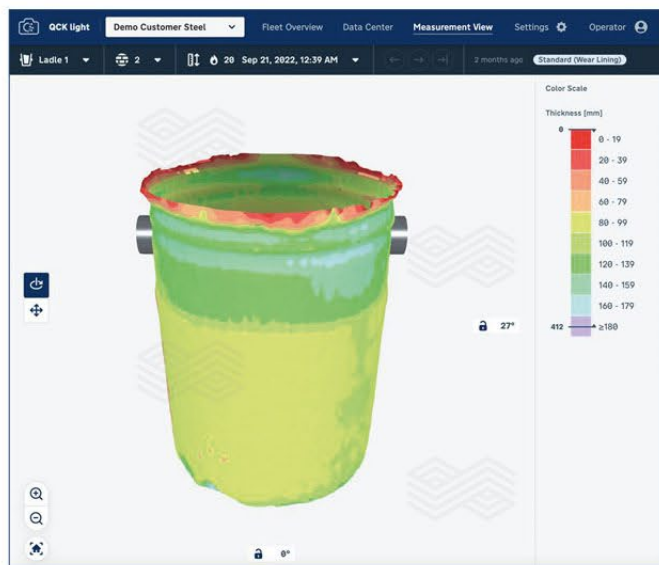 QCK light Demo Customer Steel Fleet Overview Data Center Measurement View Settings Operator
Ladle 1 2 20 Sep 21, 2022, 12:39 AM 2 months ago Standard (Wear Lining)
Color Scale
Thickness [mm]
0
0 - 19
20 - 39
40 - 59
60 - 79
80 - 99
100 - 119
120 - 139
140 - 159
160 - 179
412 ≥180
27°
0°